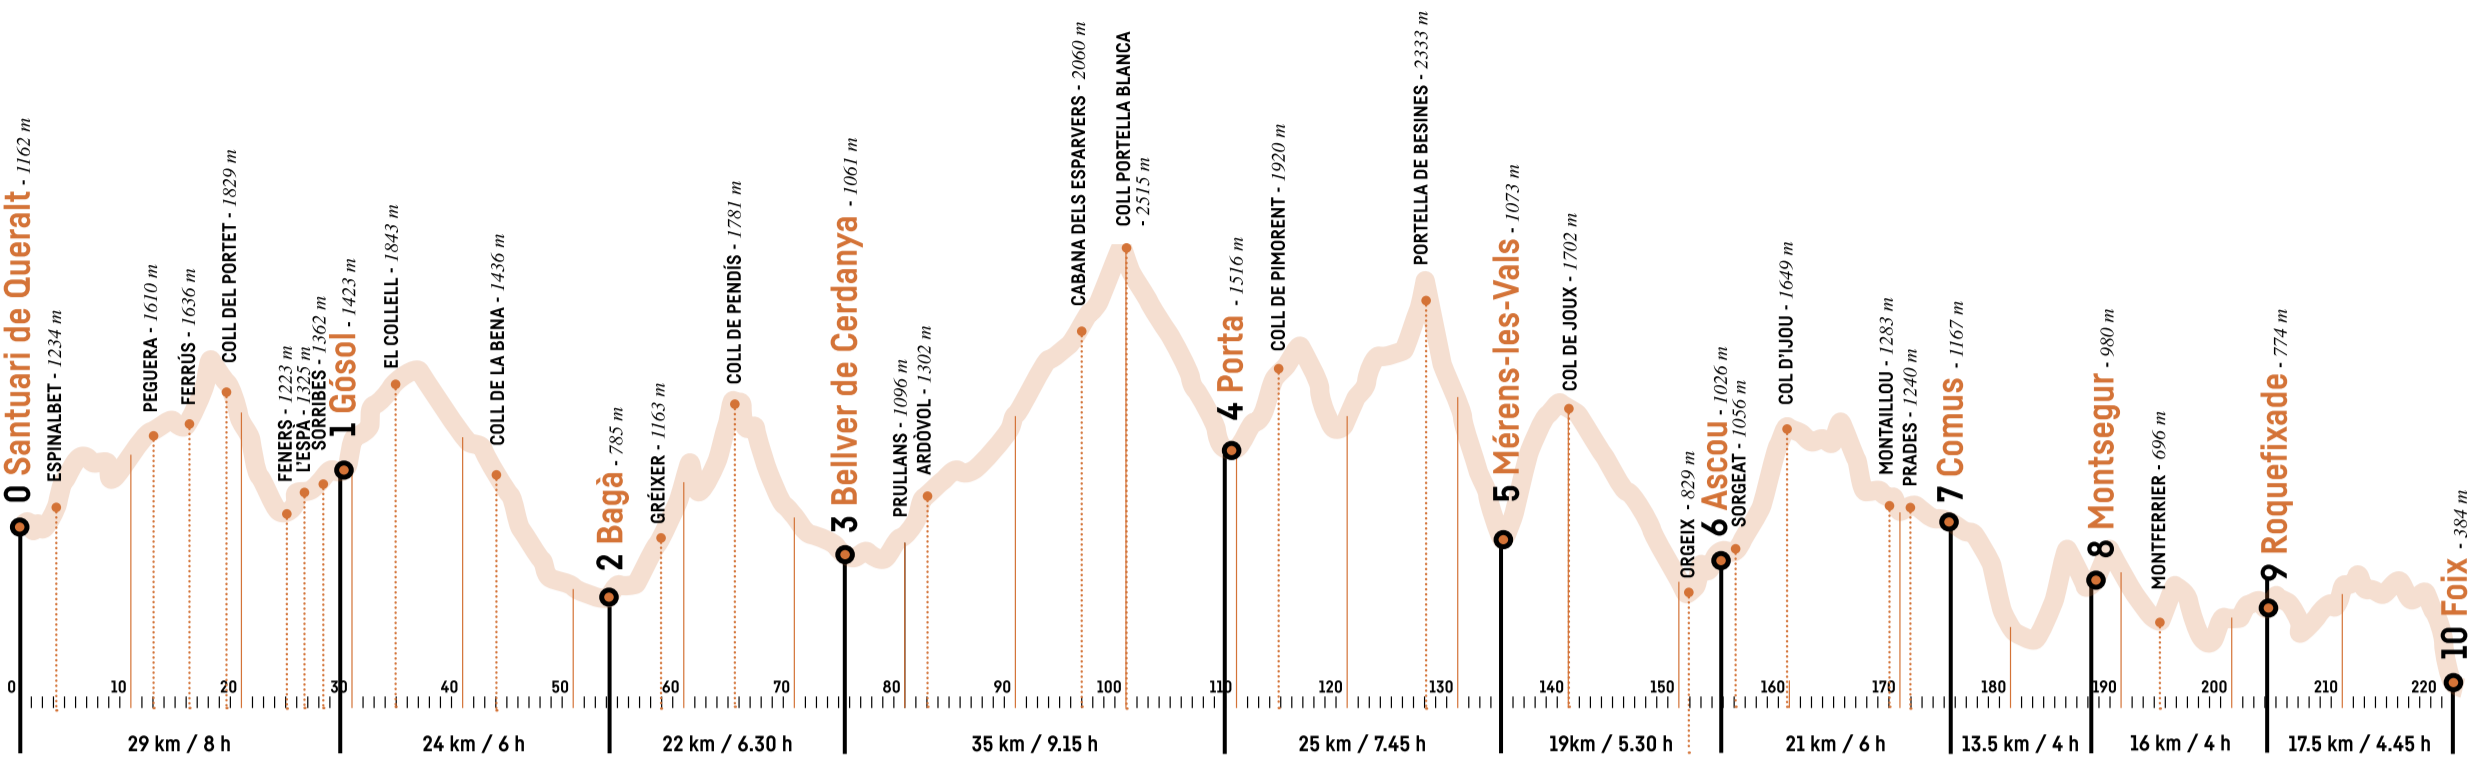 0 Santuari de Queralt - 1162 m
ESPINALBET - 1234 m
PEGUERA - 1610 m
FERRÚS - 1636 m
COLL DEL PORTET - 1829 m
FENERS - 1223 m
L'ESPÀ - 1325 m
SORRIBES - 1362 m
1 Gósol - 1423 m
EL COLLELL - 1843 m
COLL DE LA BENA - 1436 m
2 Bagà - 785 m
GRÉIXER - 1163 m
COLL DE PENDÍS - 1781 m
3 Bellver de Cerdanya - 1061 m
PRULLANS - 1096 m
ARDÒVOL - 1302 m
CABANA DELS ESPARVERS - 2060 m
COLL PORTELLA BLANCA
- 2515 m
4 Porta - 1516 m
COLL DE PIMORENT - 1920 m
PORTELLA DE BESINES - 2333 m
5 Mérens-les-Vals - 1073 m
COL DE JOUX - 1702 m
ORGEIX - 829 m
6 Ascou - 1026 m
SORGEAT - 1056 m
COL D'IJOU - 1649 m
MONTAILLOU - 1283 m
PRADES - 1240 m
7 Comus - 1167 m
8 Montsegur - 980 m
MONTFERRIER - 696 m
9 Roquefixade - 774 m
10 Foix - 384 m
0 10 20 30 40 50 60 70 80 90 100 110 120 130 140 150 160 170 180 190 200 210 220
29 km / 8 h 24 km / 6 h 22 km / 6.30 h 35 km / 9.15 h 25 km / 7.45 h 19km / 5.30 h 21 km / 6 h 13.5 km / 4 h 16 km / 4 h 17.5 km / 4.45 h